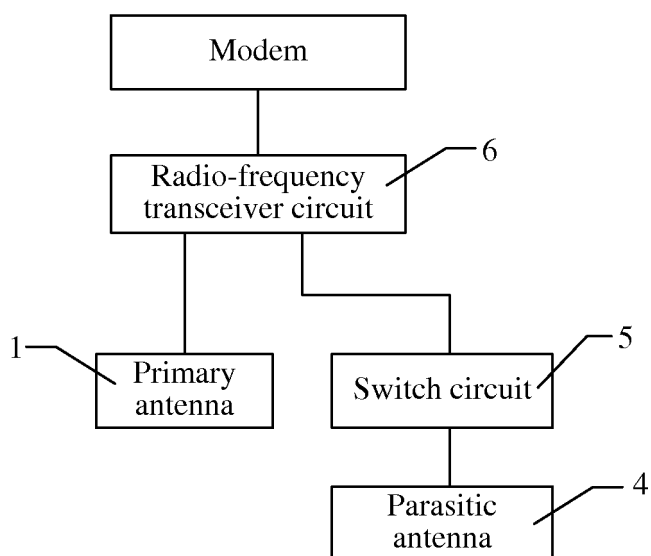 Modem
6
Radio-frequency
transceiver circuit
1
Primary
antenna
5
Switch circuit
4
Parasitic
antenna